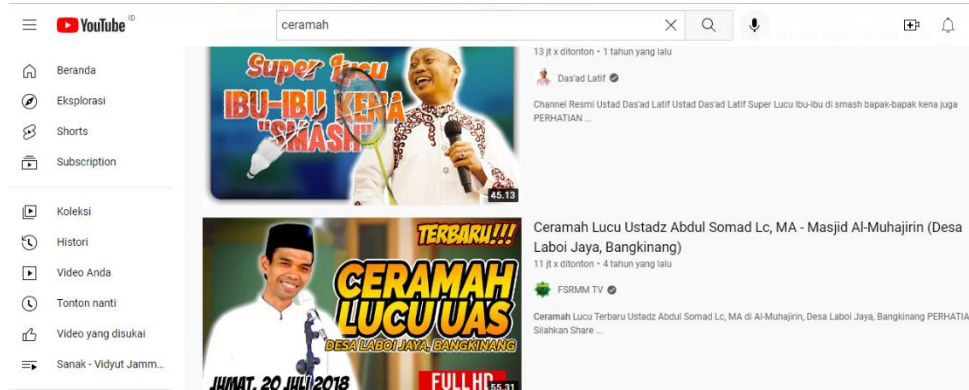 YouTube ID
ceramah
Beranda
Eksplorasi
Shorts
Subscription
Koleksi
Histori
Video Anda
Tonton nanti
Video yang disukai
Sanak - Vidyut Jamm...
Super Lucu
IBU-IBU KENA
"SMASH"
45.13
13 jt x ditonton • 1 tahun yang lalu
Das'ad Latif
Channel Resmi Ustad Das'ad Latif Ustad Das'ad Latif Super Lucu Ibu-ibu di smash bapak-bapak kena juga
PERHATIAN ...
TERBARU!!!
CERAMAH
LUCU UAS
DESA LABOI JAYA, BANGKINANG
JUMAT, 20 JULI 2018
FULL HD
55.31
Ceramah Lucu Ustadz Abdul Somad Lc, MA - Masjid Al-Muhajirin (Desa
Laboi Jaya, Bangkinang)
11 jt x ditonton • 4 tahun yang lalu
FSRMM TV
Ceramah Lucu Terbaru Ustadz Abdul Somad Lc, MA di Al-Muhajirin, Desa Laboi Jaya, Bangkinang PERHATIA
Silahkan Share ...